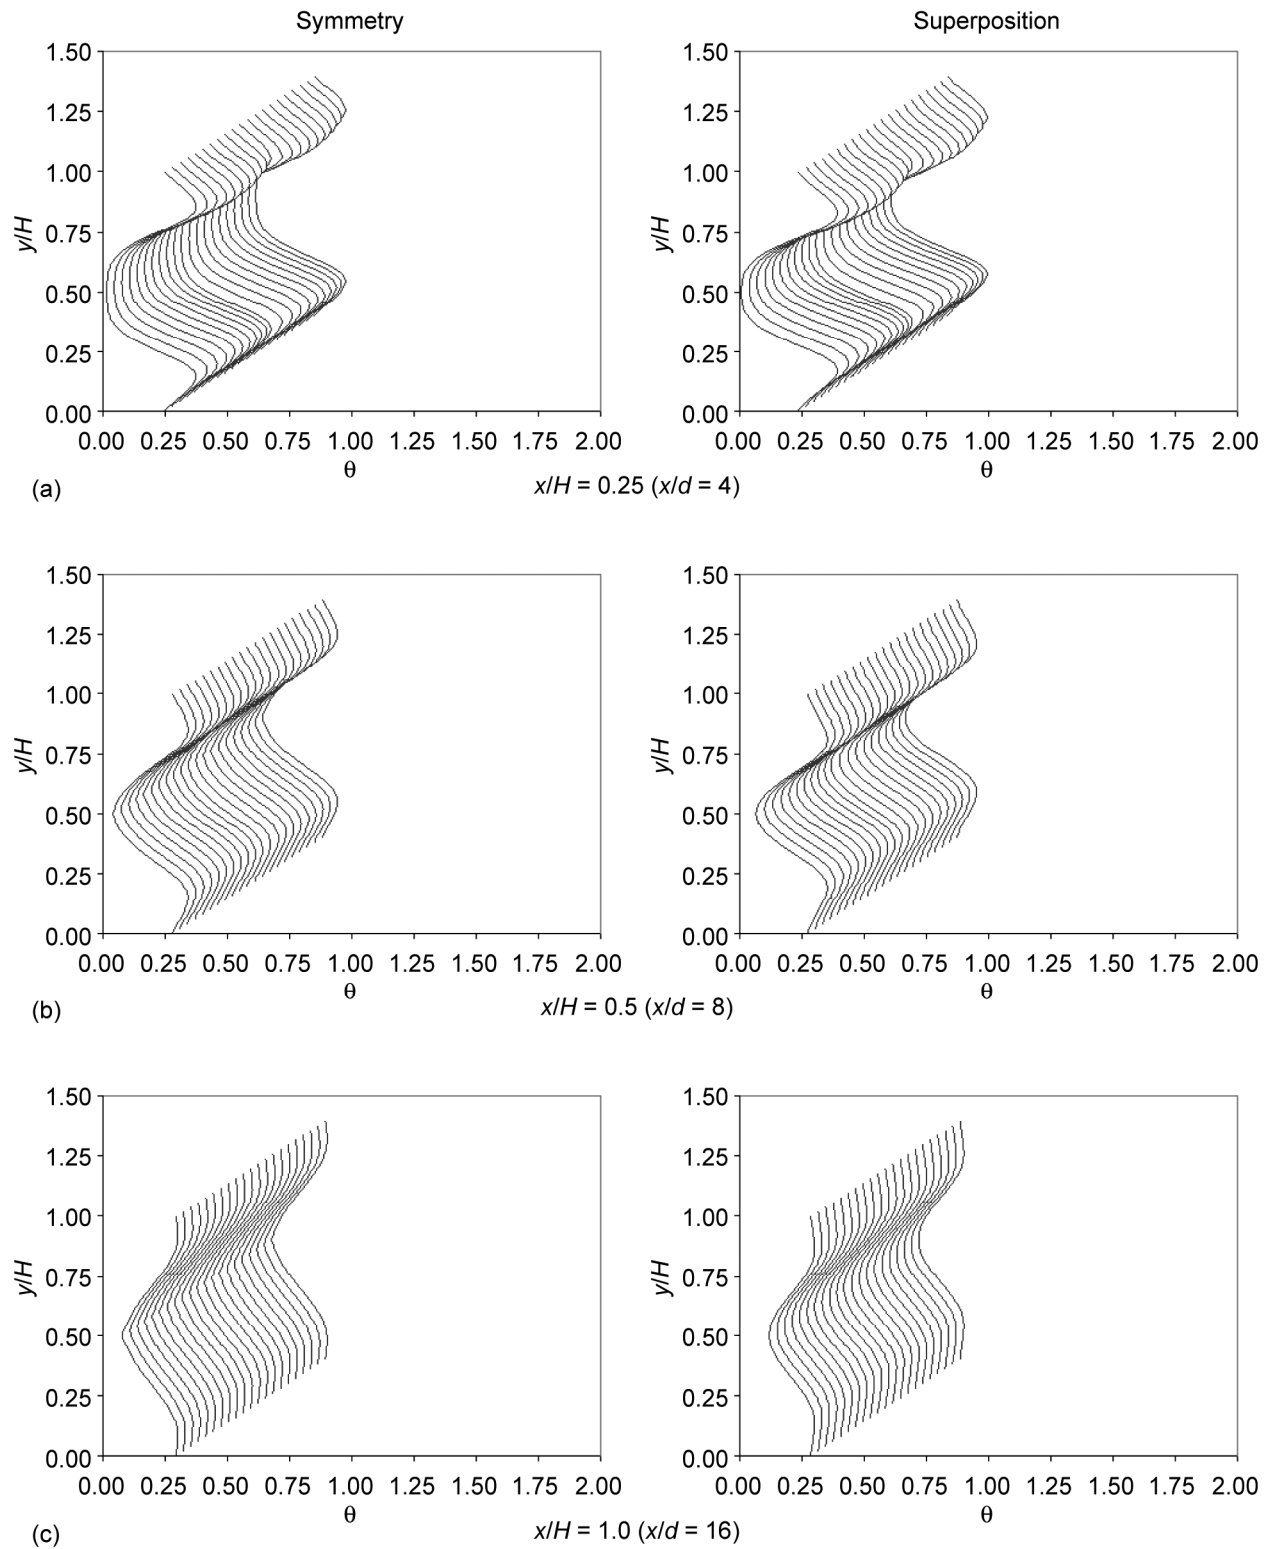 Symmetry Superposition
1.50 1.50
1.25 1.25
1.00 1.00
y/H 0.75 y/H 0.75
0.50 0.50
0.25 0.25
0.00 0.00
0.00 0.25 0.50 0.75 1.00 1.25 1.50 1.75 2.00 0.00 0.25 0.50 0.75 1.00 1.25 1.50 1.75 2.00
θ θ
(a) x/H = 0.25 (x/d = 4)
1.50 1.50
1.25 1.25
1.00 1.00
y/H 0.75 y/H 0.75
0.50 0.50
0.25 0.25
0.00 0.00
0.00 0.25 0.50 0.75 1.00 1.25 1.50 1.75 2.00 0.00 0.25 0.50 0.75 1.00 1.25 1.50 1.75 2.00
θ θ
(b) x/H = 0.5 (x/d = 8)
1.50 1.50
1.25 1.25
1.00 1.00
y/H 0.75 y/H 0.75
0.50 0.50
0.25 0.25
0.00 0.00
0.00 0.25 0.50 0.75 1.00 1.25 1.50 1.75 2.00 0.00 0.25 0.50 0.75 1.00 1.25 1.50 1.75 2.00
θ θ
(c) x/H = 1.0 (x/d = 16)